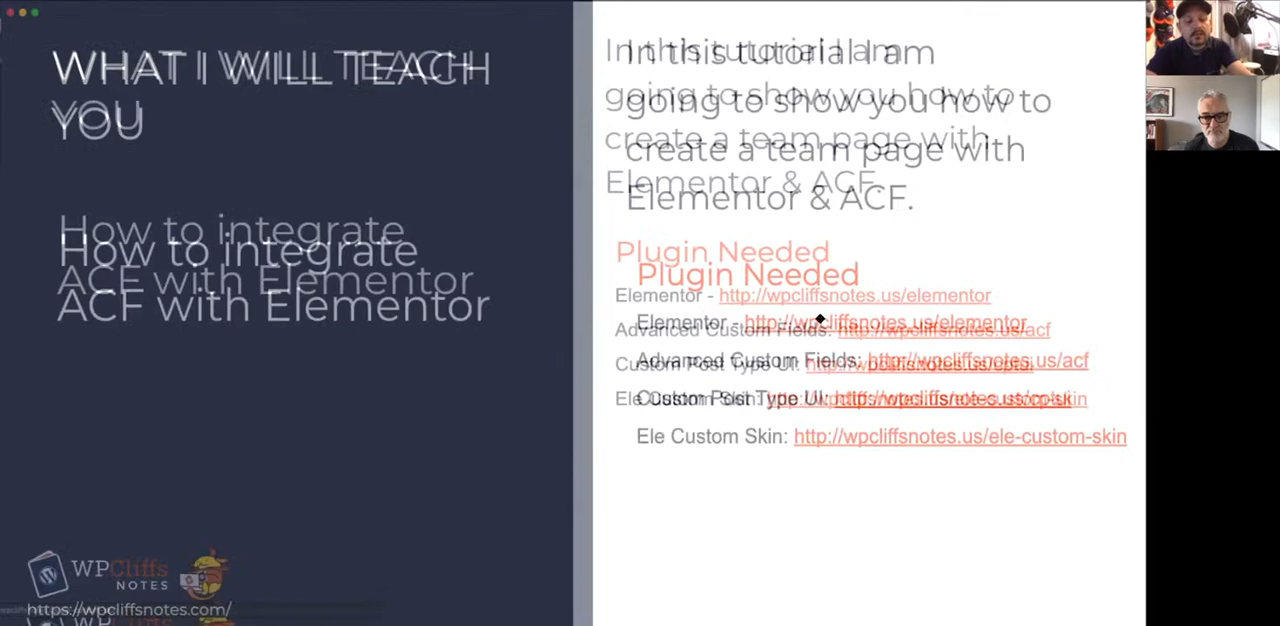 WHAT I WILL TEACH
YOU
How to integrate
ACF with Elementor
WPCliffs
NOTES
https://wpcliffsnotes.com/
In this tutorial I am
going to show you how to
create a team page with
Elementor & ACF.
Plugin Needed
Elementor - http://wpcliffsnotes.us/elementor
Advanced Custom Fields: http://wpcliffsnotes.us/acf
Custom Post Type UI:
Ele Custom Skin: http://wpcliffsnotes.us/ele-custom-skin